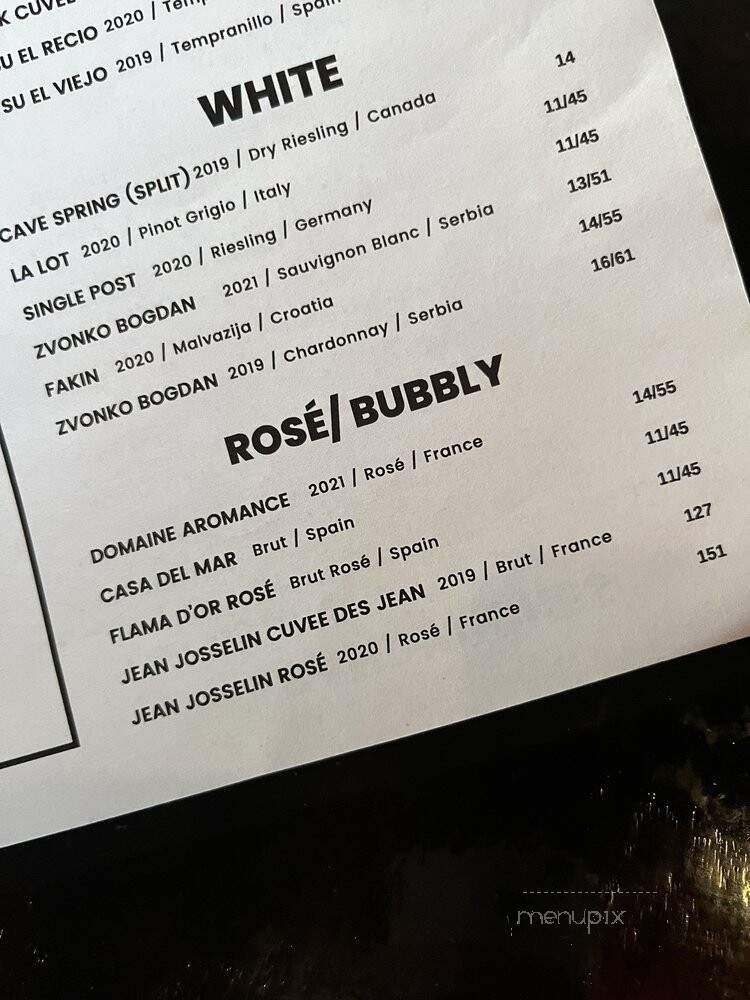 K CUVE
SU EL RECIO 2020 / Temp
SU EL VIEJO 2019 / Tempranillo / Spain
WHITE
CAVE SPRING (SPLIT) 2019 / Dry Riesling / Canada 14
LA LOT 2020 / Pinot Grigio / Italy 11/45
SINGLE POST 2020 / Riesling / Germany 11/45
ZVONKO BOGDAN 2021 / Sauvignon Blanc / Serbia 13/51
FAKIN 2020 / Malvazija / Croatia 14/55
ZVONKO BOGDAN 2019 / Chardonnay / Serbia 16/61
ROSÉ/ BUBBLY
DOMAINE AROMANCE 2021 / Rosé / France 14/55
CASA DEL MAR Brut / Spain 11/45
FLAMA D'OR ROSÉ Brut Rosé / Spain 11/45
JEAN JOSSELIN CUVEE DES JEAN 2019 / Brut / France 127
JEAN JOSSELIN ROSÉ 2020 / Rosé / France 151
menupix